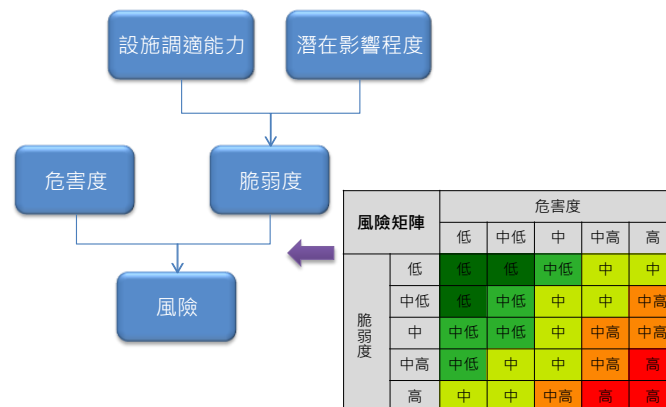 設施調適能力
潛在影響程度
危害度
脆弱度
風險
風險矩陣
危害度
低 中低 中 中高 高
脆弱度
低 低 低 中低 中 中
中低 低 中低 中 中 中高
中 中低 中低 中 中高 中高
中高 中低 中 中 中高 高
高 中 中 中高 高 高